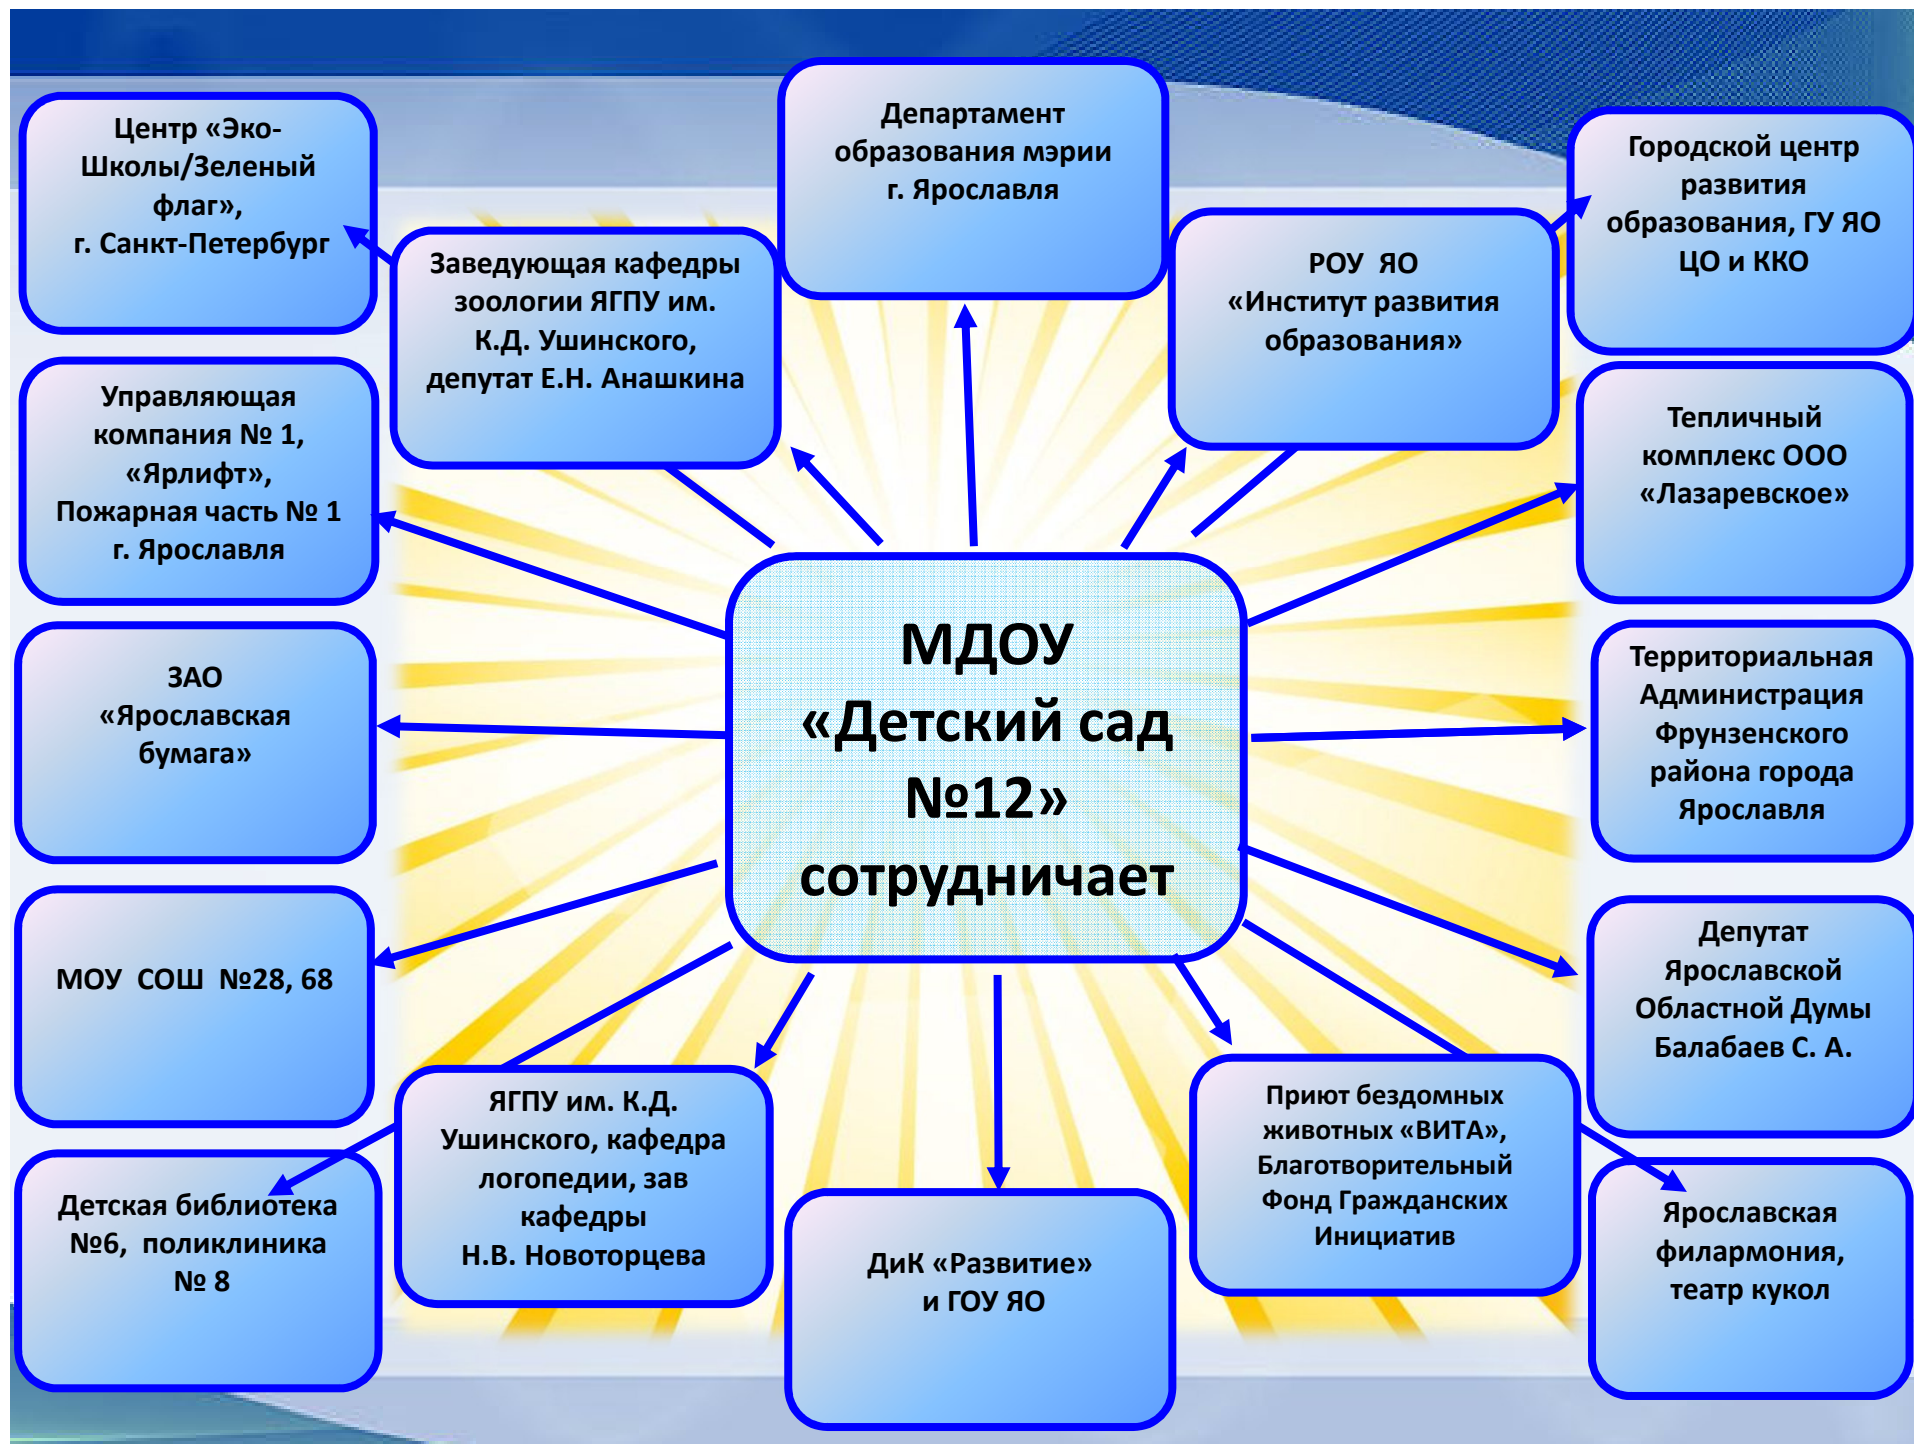 Центр «Эко-
Школы/Зеленый
флаг»,
г. Санкт-Петербург
Заведующая кафедры
зоологии ЯГПУ им.
К.Д. Ушинского,
депутат Е.Н. Анашкина
Департамент
образования мэрии
г. Ярославля
РОУ ЯО
«Институт развития
образования»
Городской центр
развития
образования, ГУ ЯО
ЦО и ККО
Управляющая
компания № 1,
«Ярлифт»,
Пожарная часть № 1
г. Ярославля
Тепличный
комплекс ООО
«Лазаревское»
ЗАО
«Ярославская
бумага»
МДОУ
«Детский сад
№12»
сотрудничает
Территориальная
Администрация
Фрунзенского
района города
Ярославля
МОУ СОШ №28, 68
Депутат
Ярославской
Областной Думы
Балабаев С. А.
Детская библиотека
№6, поликлиника
№ 8
ЯГПУ им. К.Д.
Ушинского, кафедра
логопедии, зав
кафедры
Н.В. Новоторцева
ДиК «Развитие»
и ГОУ ЯО
Приют бездомных
животных «ВИТА»,
Благотворительный
Фонд Гражданских
Инициатив
Ярославская
филармония,
театр кукол